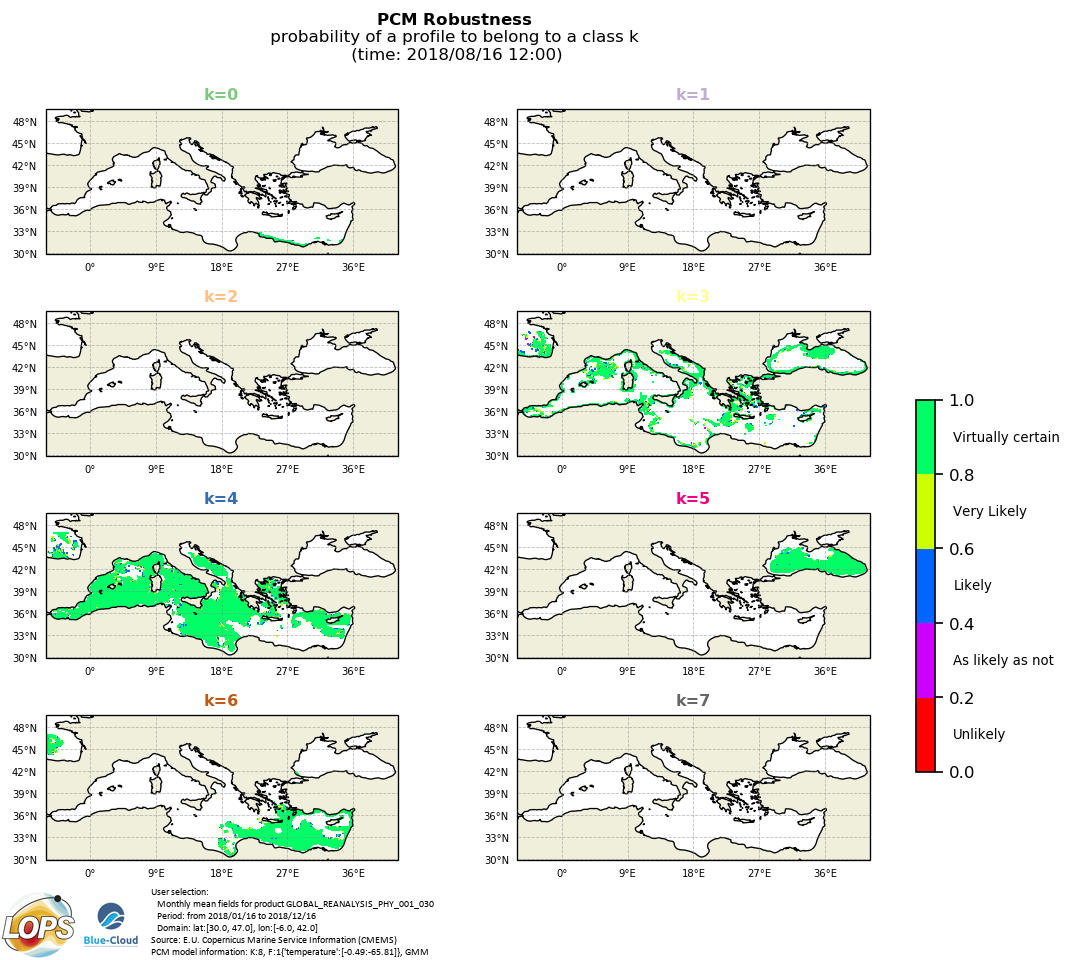 PCM Robustness
probability of a profile to belong to a class k
(time: 2018/08/16 12:00)
k=0
48°N
45°N
42°N
39°N
36°N
33°N
30°N
0°
9°E
18°E
27°E
36°E
k=1
48°N
45°N
42°N
39°N
36°N
33°N
30°N
0°
9°E
18°E
27°E
36°E
k=2
48°N
45°N
42°N
39°N
36°N
33°N
30°N
0°
9°E
18°E
27°E
36°E
k=3
48°N
45°N
42°N
39°N
36°N
33°N
30°N
0°
9°E
18°E
27°E
36°E
k=4
48°N
45°N
42°N
39°N
36°N
33°N
30°N
0°
9°E
18°E
27°E
36°E
k=5
48°N
45°N
42°N
39°N
36°N
33°N
30°N
0°
9°E
18°E
27°E
36°E
k=6
48°N
45°N
42°N
39°N
36°N
33°N
30°N
0°
9°E
18°E
27°E
36°E
k=7
48°N
45°N
42°N
39°N
36°N
33°N
30°N
0°
9°E
18°E
27°E
36°E
1.0
Virtually certain
0.8
Very Likely
0.6
Likely
0.4
As likely as not
0.2
Unlikely
0.0
LOPS
Blue-Cloud
User selection:
Monthly mean fields for product GLOBAL_REANALYSIS_PHY_001_030
Period: from 2018/01/16 to 2018/12/16
Domain: lat:[30.0, 47.0], lon:[-6.0, 42.0]
Source: E.U. Copernicus Marine Service Information (CMEMS)
PCM model information: K:8, F:1{'temperature':[-0.49:-65.81]}, GMM